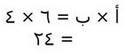 أ × ب = ٦ × ٤
= ٢٤